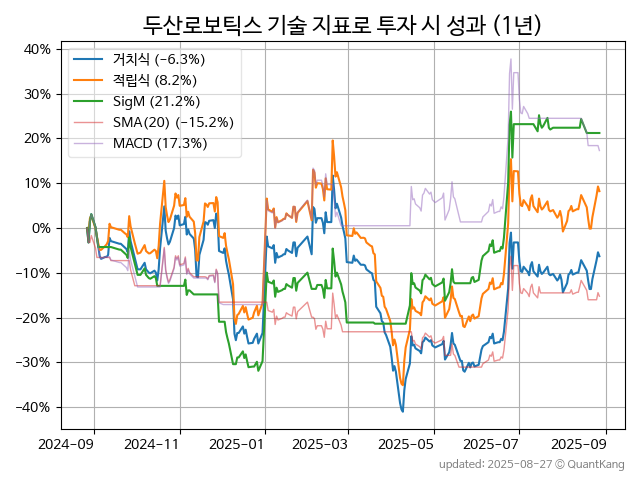 두산로보틱스 기술 지표로 투자 시 성과 (1년)
40%
30%
20%
10%
0%
−10%
−20%
−30%
−40%
거치식 (−6.3%)
적립식 (8.2%)
SigM (21.2%)
SMA(20) (−15.2%)
MACD (17.3%)
2024-09
2024-11
2025-01
2025-03
2025-05
2025-07
2025-09
updated: 2025-08-27 © QuantKang